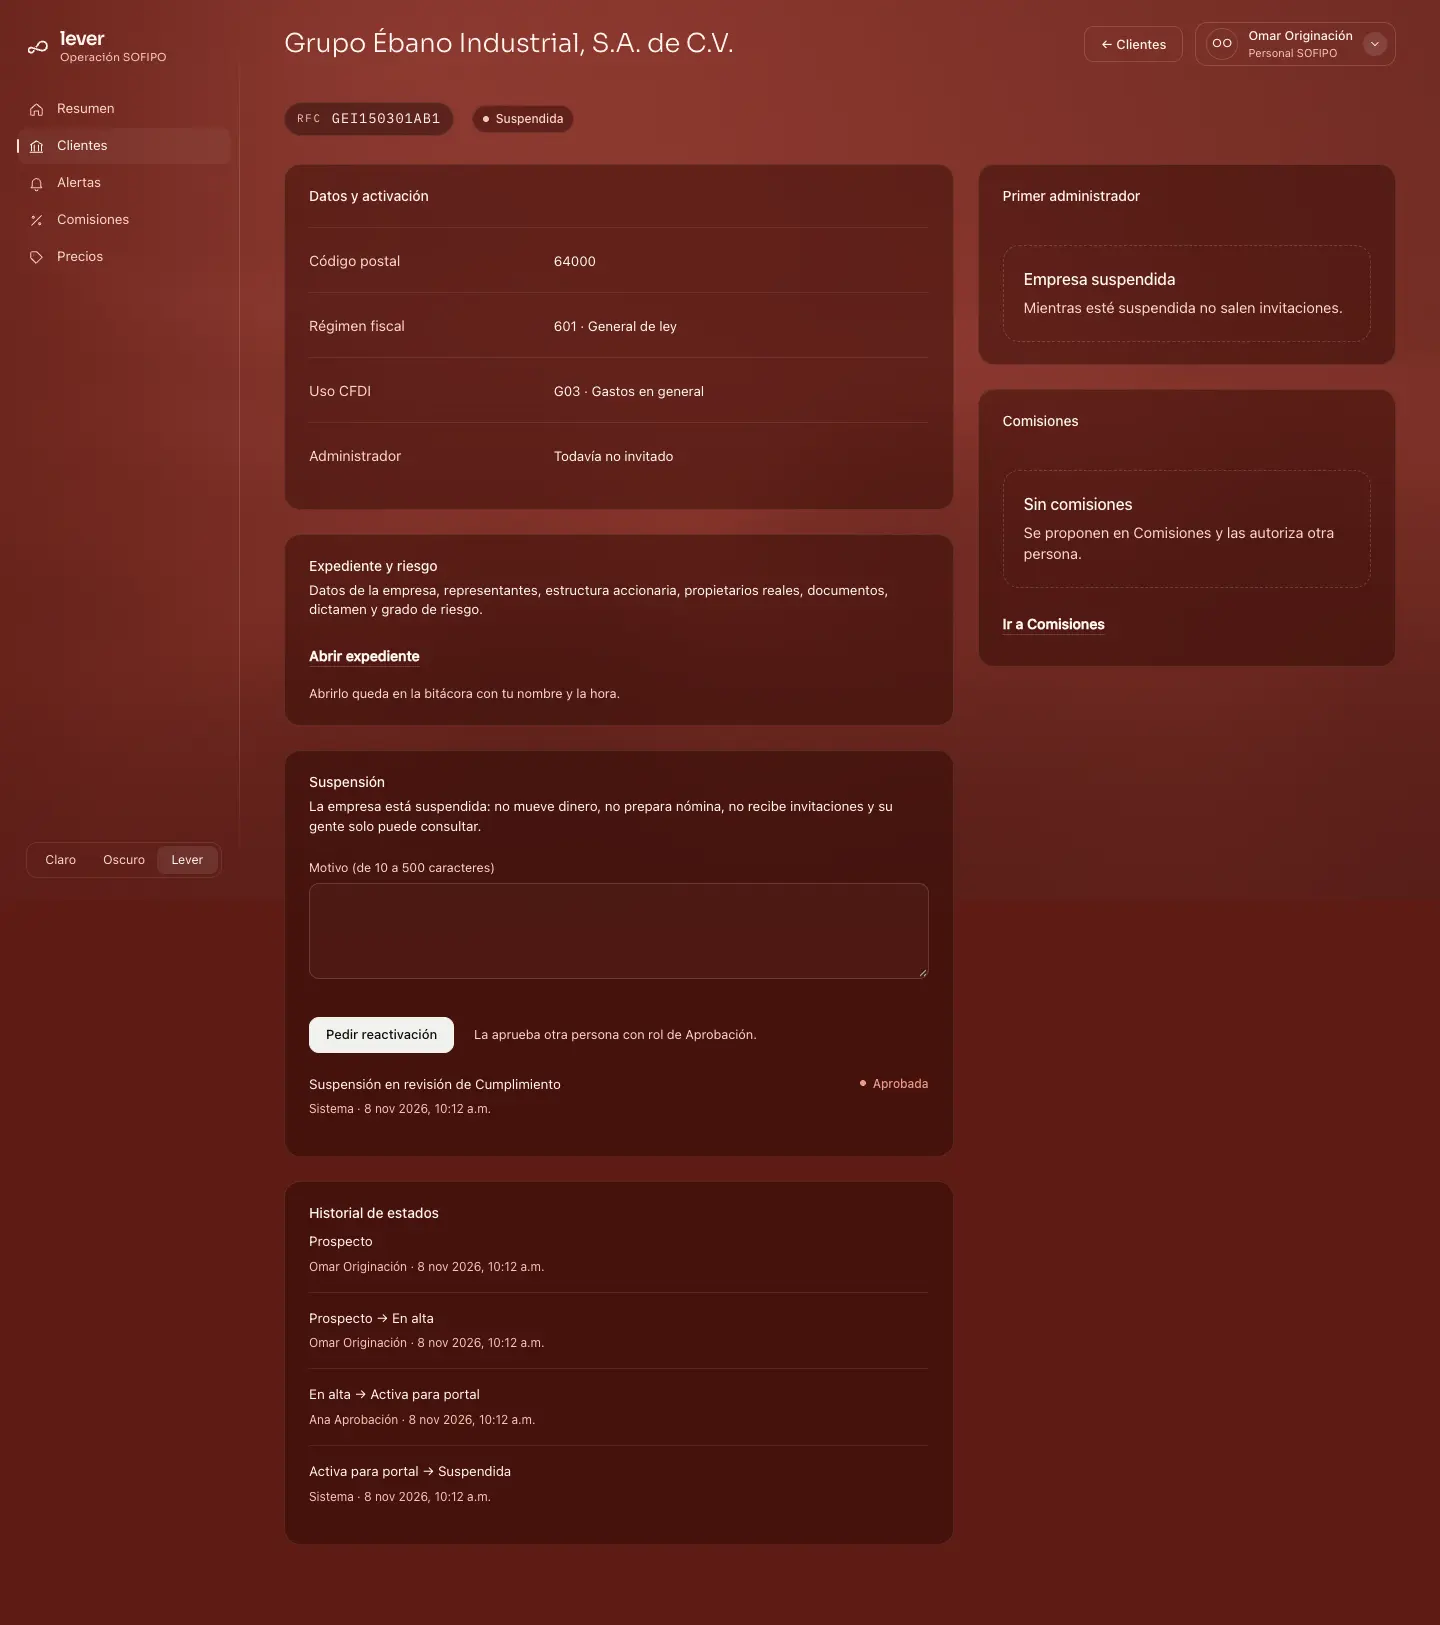 lever
Operación SOFIPO
Resumen
Clientes
Alertas
Comisiones
Precios
Claro
Oscuro
Lever
Grupo Ébano Industrial, S.A. de C.V.
← Clientes
OO
Omar Originación
Personal SOFIPO
RFC GEI150301AB1
Suspendida
Datos y activación
Código postal
64000
Régimen fiscal
601 · General de ley
Uso CFDI
G03 · Gastos en general
Administrador
Todavía no invitado
Expediente y riesgo
Datos de la empresa, representantes, estructura accionaria, propietarios reales, documentos,
dictamen y grado de riesgo.
Abrir expediente
Abrirlo queda en la bitácora con tu nombre y la hora.
Suspensión
La empresa está suspendida: no mueve dinero, no prepara nómina, no recibe invitaciones y su
gente solo puede consultar.
Motivo (de 10 a 500 caracteres)
Pedir reactivación
La aprueba otra persona con rol de Aprobación.
Suspensión en revisión de Cumplimiento
Aprobada
Sistema · 8 nov 2026, 10:12 a.m.
Historial de estados
Prospecto
Omar Originación · 8 nov 2026, 10:12 a.m.
Prospecto → En alta
Omar Originación · 8 nov 2026, 10:12 a.m.
En alta → Activa para portal
Ana Aprobación · 8 nov 2026, 10:12 a.m.
Activa para portal → Suspendida
Sistema · 8 nov 2026, 10:12 a.m.
Primer administrador
Empresa suspendida
Mientras esté suspendida no salen invitaciones.
Comisiones
Sin comisiones
Se proponen en Comisiones y las autoriza otra
persona.
Ir a Comisiones